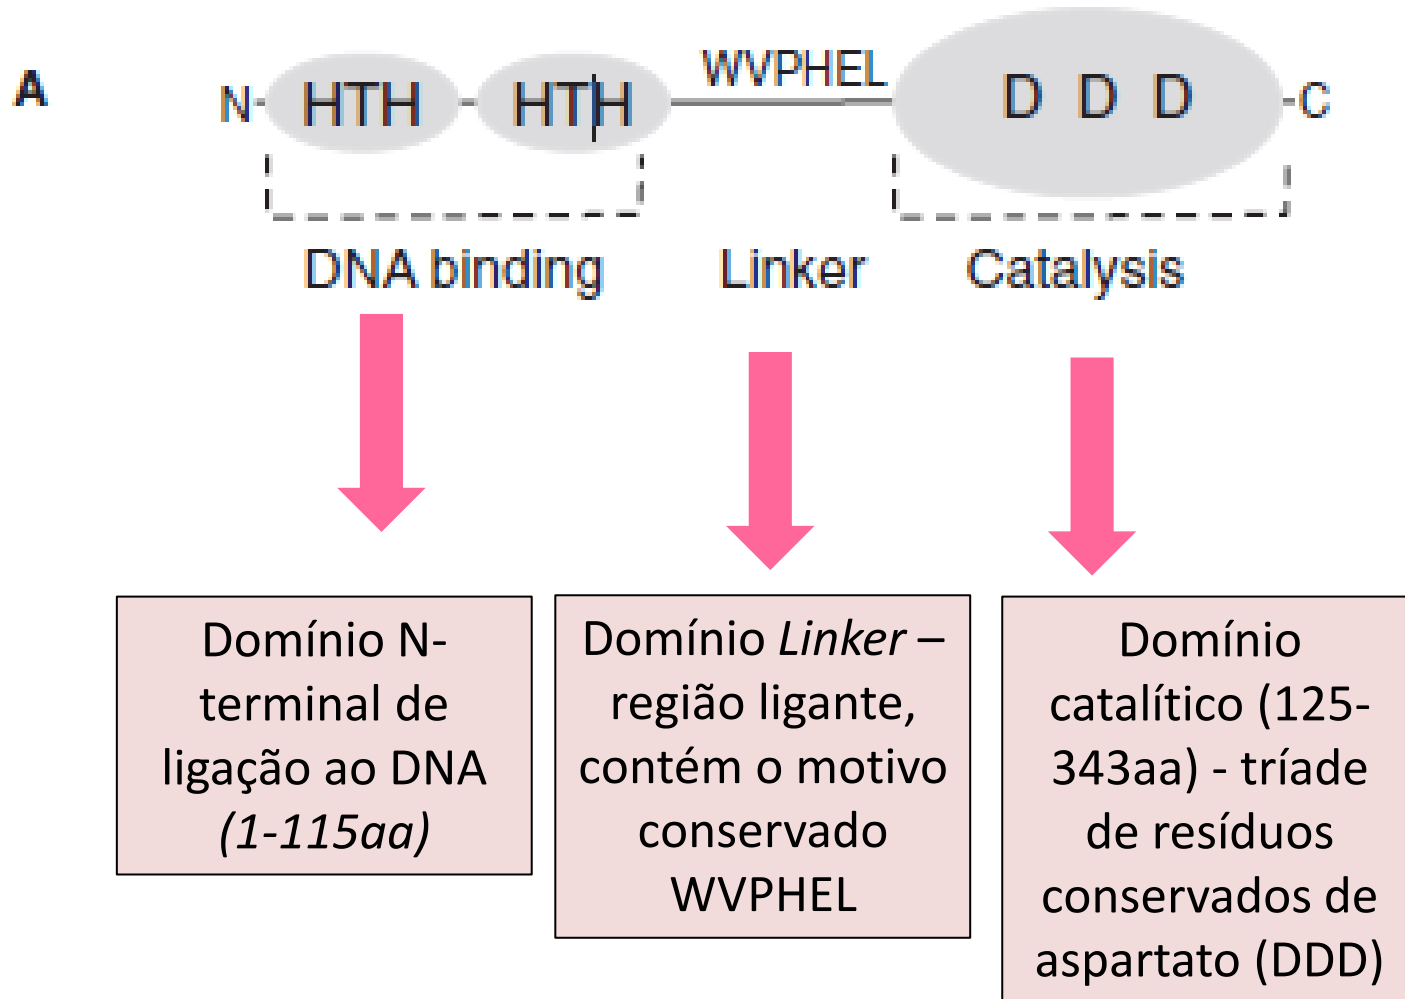 A
N
HTH
HTH
WVPHEL
D D D
C
DNA binding
Linker
Catalysis
Domínio N-
terminal de
ligação ao DNA
(1-115aa)
Domínio Linker –
região ligante,
contém o motivo
conservado
WVPHEL
Domínio
catalítico (125-
343aa) - tríade
de resíduos
conservados de
aspartato (DDD)